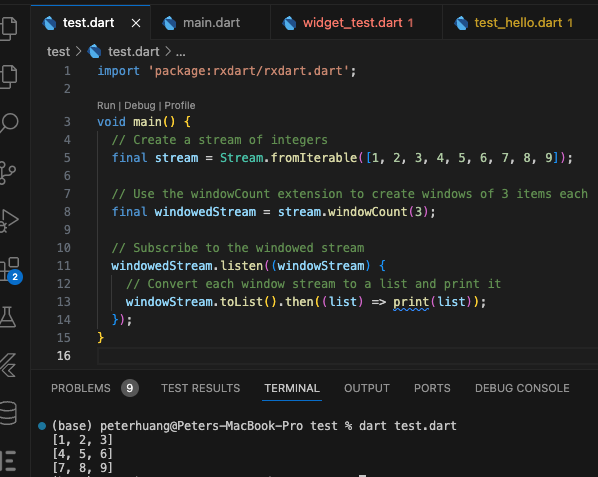 test.dart
main.dart
widget_test.dart 1
test_hello.dart 1
test > test.dart > ...
1 import 'package:rxdart/rxdart.dart';
2
Run | Debug | Profile
3 void main() {
4 // Create a stream of integers
5 final stream = Stream.fromIterable([1, 2, 3, 4, 5, 6, 7, 8, 9]);
6
7 // Use the windowCount extension to create windows of 3 items each
8 final windowedStream = stream.windowCount(3);
9
10 // Subscribe to the windowed stream
11 windowedStream.listen((windowStream) {
12 // Convert each window stream to a list and print it
13 windowStream.toList().then((list) => print(list));
14 });
15 }
16
2
PROBLEMS 9 TEST RESULTS TERMINAL OUTPUT PORTS DEBUG CONSOLE
(base) peterhuang@Peters-MacBook-Pro test % dart test.dart
[1, 2, 3]
[4, 5, 6]
[7, 8, 9]